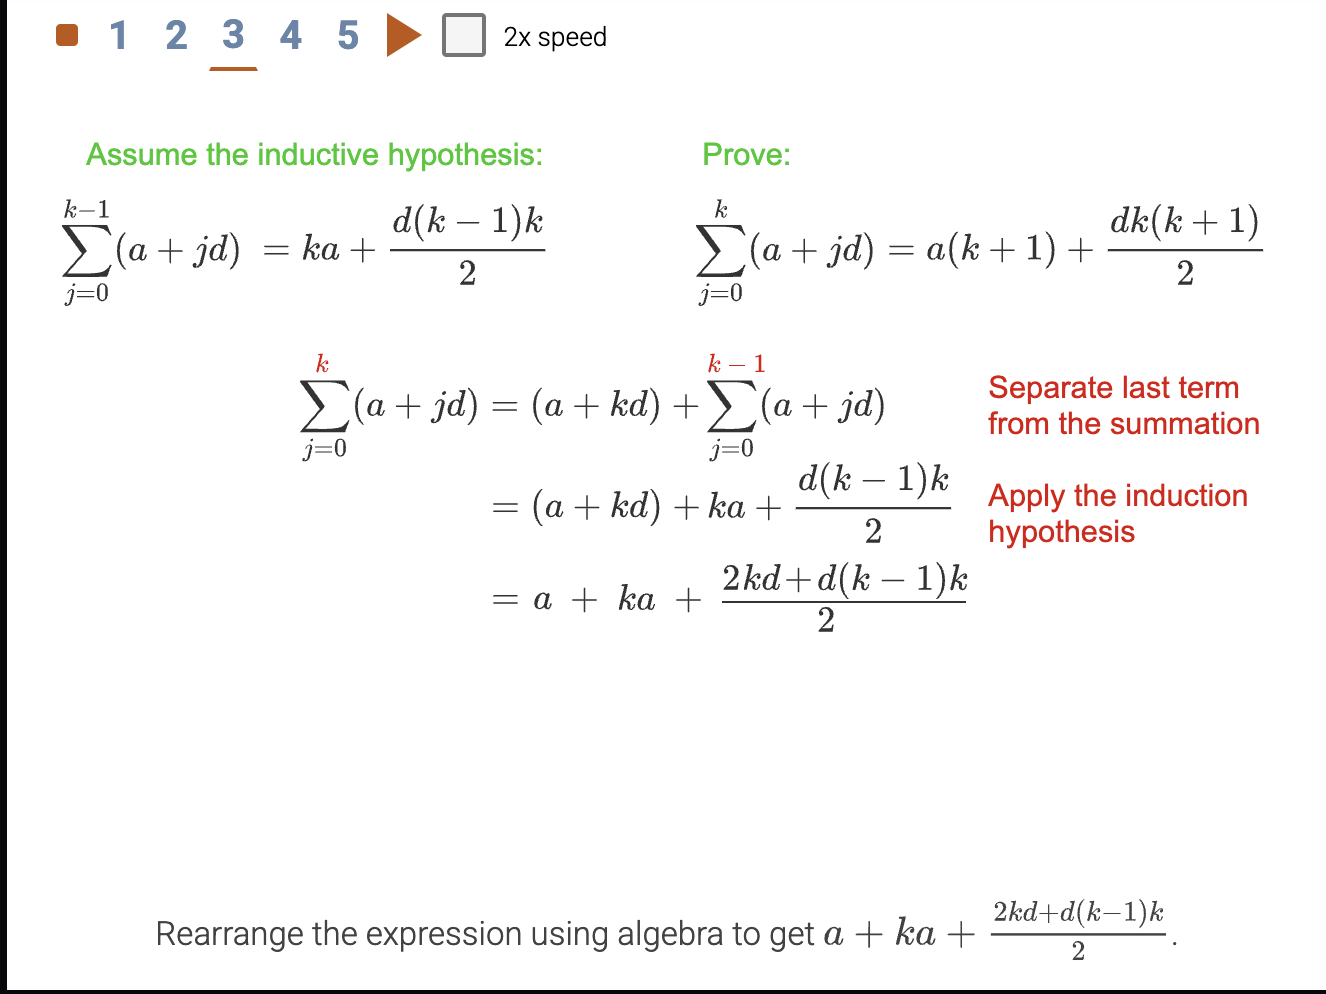 1 2 3 4 5 2x speed
Assume the inductive hypothesis: Prove:
\sum_{j=0}^{k-1}(a + jd) = ka + \frac{d(k-1)k}{2} \sum_{j=0}^{k}(a + jd) = a(k+1) + \frac{dk(k+1)}{2}
\sum_{j=0}^{k}(a + jd) = (a + kd) + \sum_{j=0}^{k-1}(a + jd) Separate last term
from the summation
= (a + kd) + ka + \frac{d(k-1)k}{2} Apply the induction
hypothesis
= a + ka + \frac{2kd+d(k-1)k}{2}
Rearrange the expression using algebra to get a + ka + \frac{2kd+d(k-1)k}{2}.